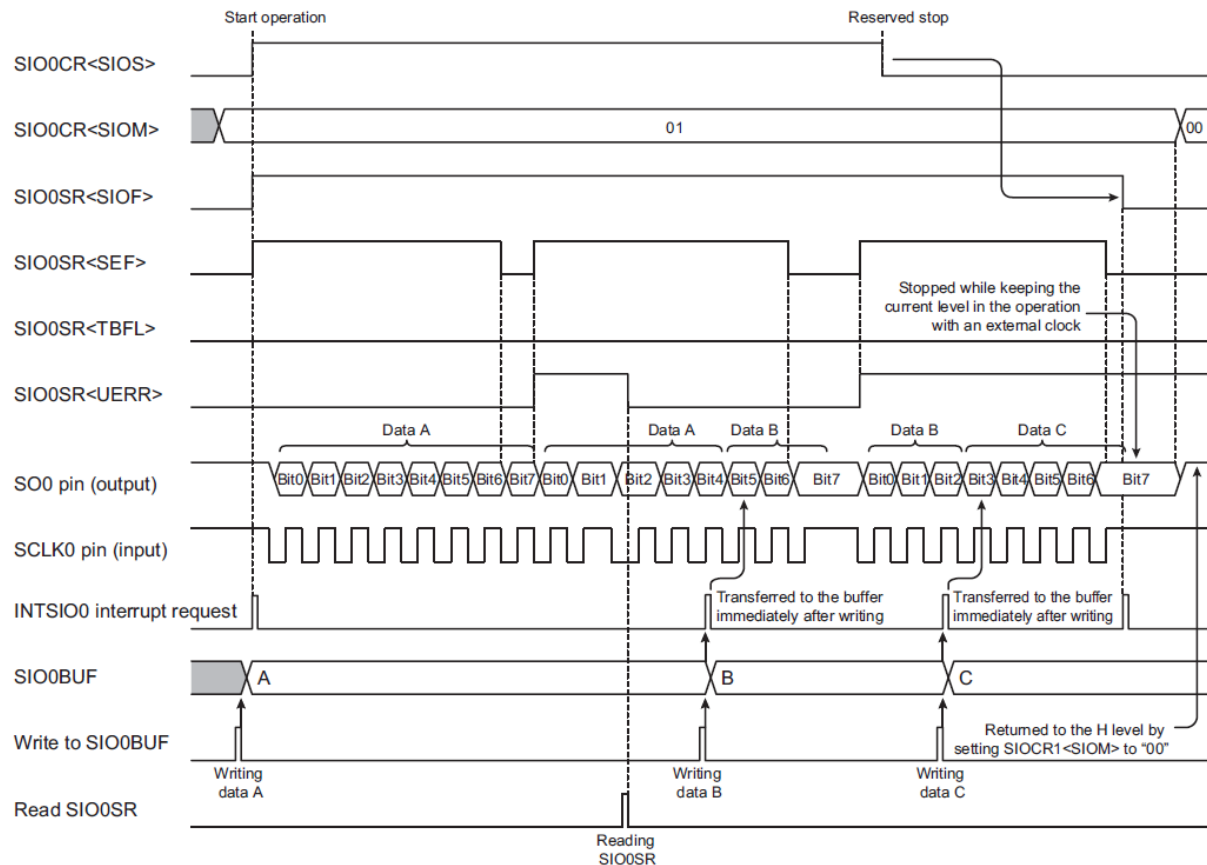 Start operation
Reserved stop
SIO0CR<SIOS>
SIO0CR<SIOM>
01
00
SIO0SR<SIOF>
SIO0SR<SEF>
Stopped while keeping the
current level in the operation
with an external clock
SIO0SR<TBFL>
SIO0SR<UERR>
Data A
Data A
Data B
Data B
Data C
SO0 pin (output)
Bit0 Bit1 Bit2 Bit3 Bit4 Bit5 Bit6 Bit7 Bit0 Bit1 Bit2 Bit3 Bit4 Bit5 Bit6 Bit7 Bit0 Bit1 Bit2 Bit3 Bit4 Bit5 Bit6 Bit7
SCLK0 pin (input)
INTSIO0 interrupt request
Transferred to the buffer
immediately after writing
Transferred to the buffer
immediately after writing
SIO0BUF
A
B
C
Write to SIO0BUF
Returned to the H level by
setting SIOCR1<SIOM> to “00”
Writing
data A
Writing
data B
Writing
data C
Read SIO0SR
Reading
SIO0SR